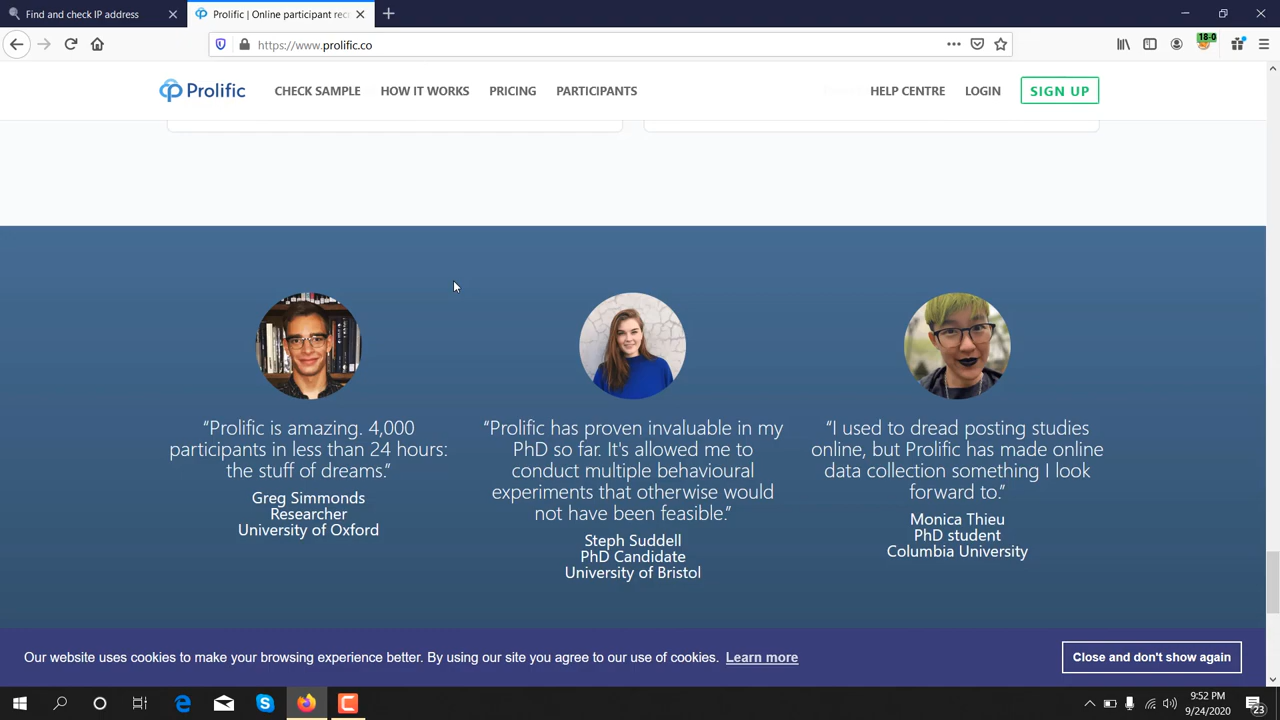 Find and check IP address
Prolific | Online participant rec
https://www.prolific.co
18-0
Prolific
CHECK SAMPLE
HOW IT WORKS
PRICING
PARTICIPANTS
HELP CENTRE
LOGIN
SIGN UP
“Prolific is amazing. 4,000
participants in less than 24 hours:
the stuff of dreams.”
Greg Simmonds
Researcher
University of Oxford
“Prolific has proven invaluable in my
PhD so far. It's allowed me to
conduct multiple behavioural
experiments that otherwise would
not have been feasible.”
Steph Suddell
PhD Candidate
University of Bristol
“I used to dread posting studies
online, but Prolific has made online
data collection something I look
forward to.”
Monica Thieu
PhD student
Columbia University
Our website uses cookies to make your browsing experience better. By using our site you agree to our use of cookies. Learn more
Close and don't show again
9:52 PM
9/24/2020
23